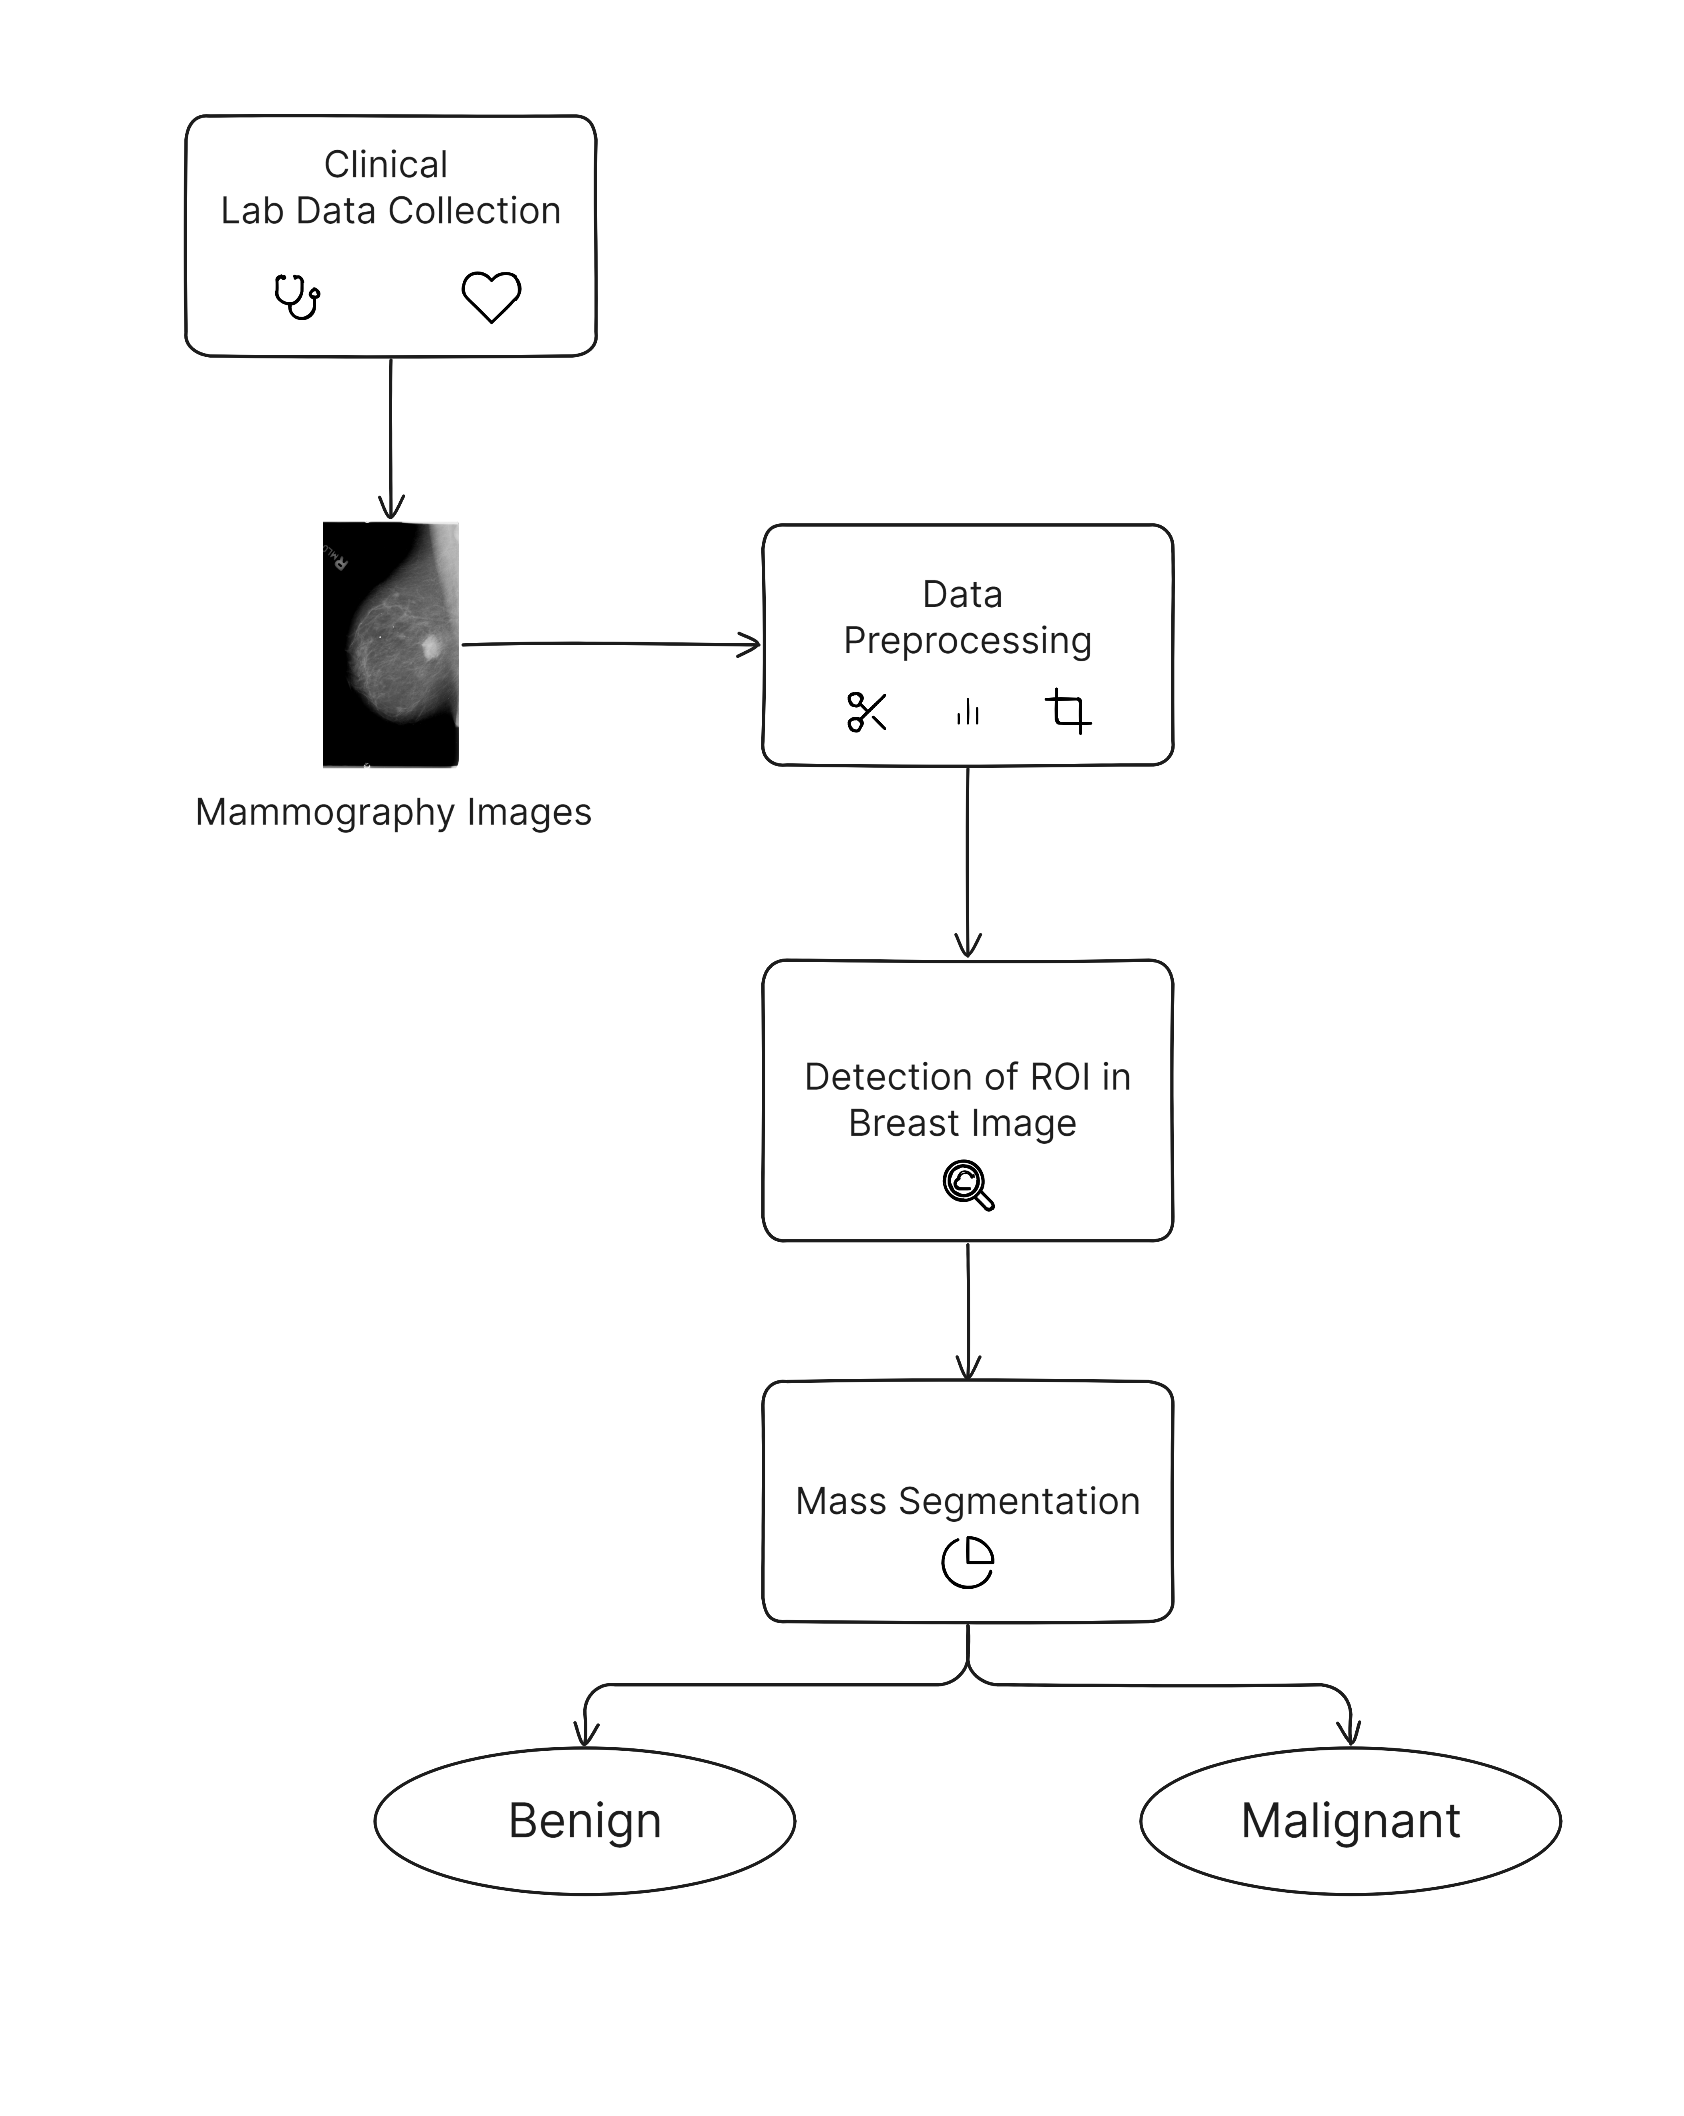 Clinical
Lab Data Collection
Data
Preprocessing
Mammography Images
Detection of ROI in
Breast Image
Mass Segmentation
Benign
Malignant